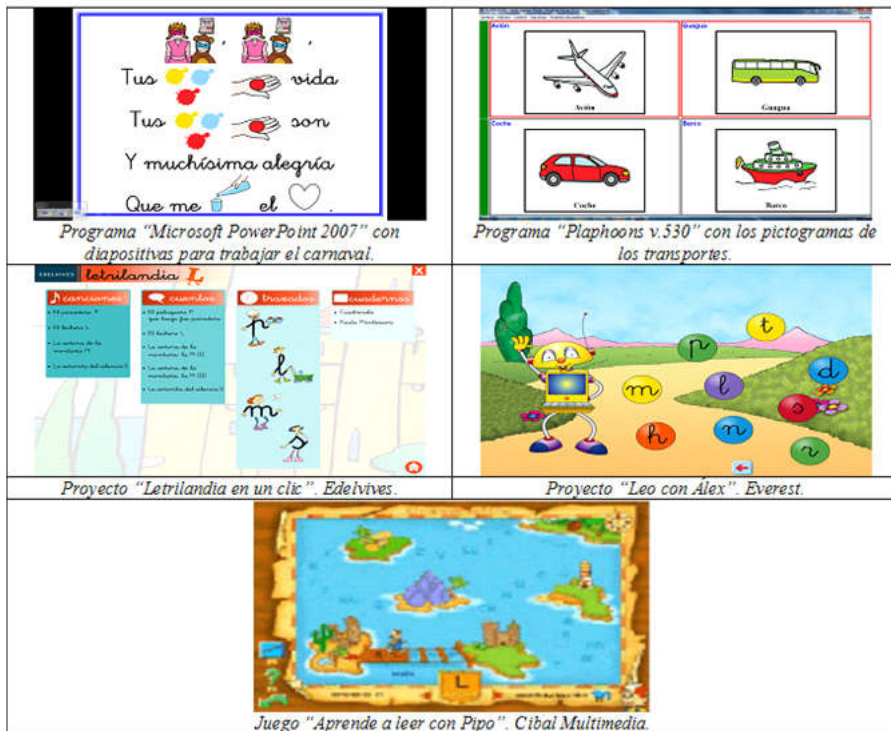 Tus vida
Tus son
Y muchísima alegría
Que me el
Programa “Microsoft PowerPoint 2007” con
diapositivas para trabajar el carnaval.
Avión
Guagua
Avión
Guagua
Coche
Barco
Coche
Barco
Programa “Plaphoons v.530” con los pictogramas de
los transportes.
EDELVIVES letrilandia
canciones
cuentos
trazados
cuadernos
p
l
m
s
Proyecto “Letrilandia en un clic”. Edelvives.
t
p
d
m
l
s
h
n
r
Proyecto “Leo con Álex”. Everest.
L
Juego “Aprende a leer con Pipo”. Cibal Multimedia.